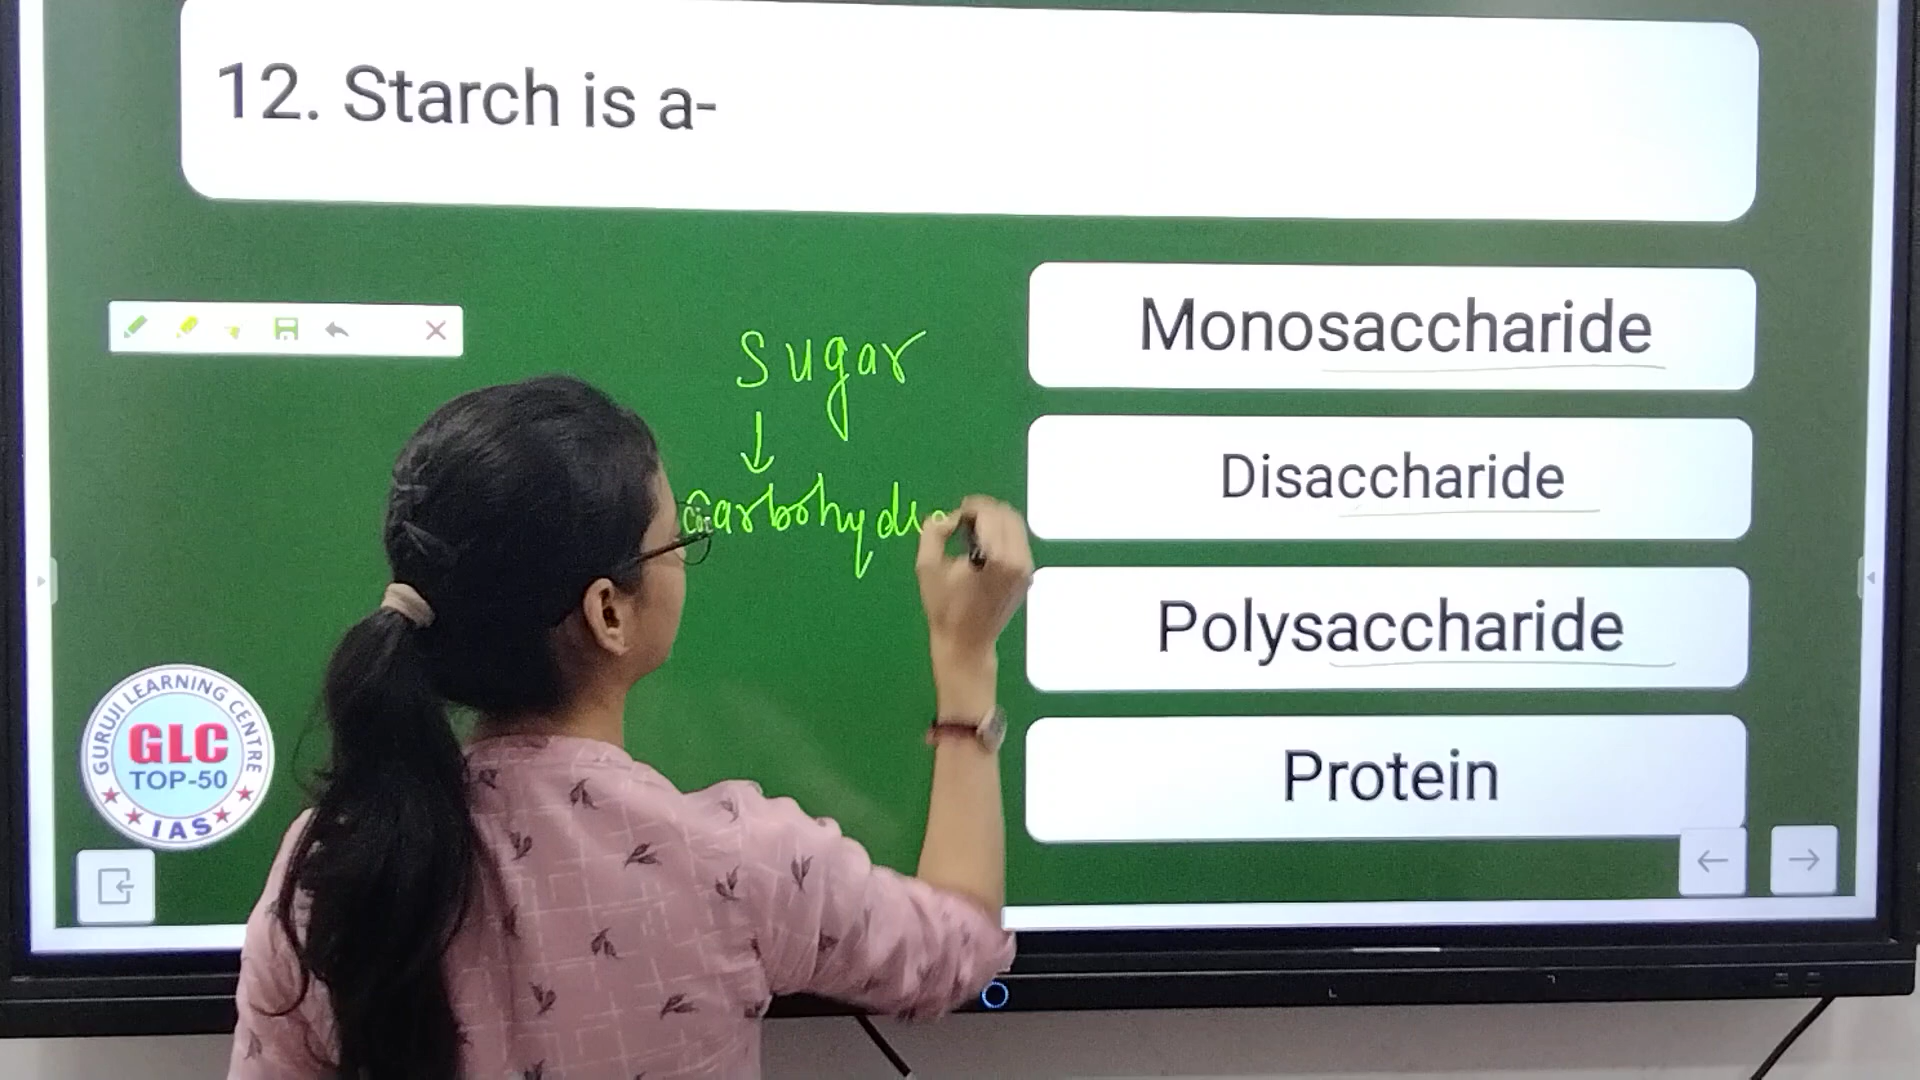 12. Starch is a-
Sugar
Monosaccharide
Disaccharide
Polysaccharide
Protein
GURUJI LEARNING CENTRE
GLC
TOP-50
IAS